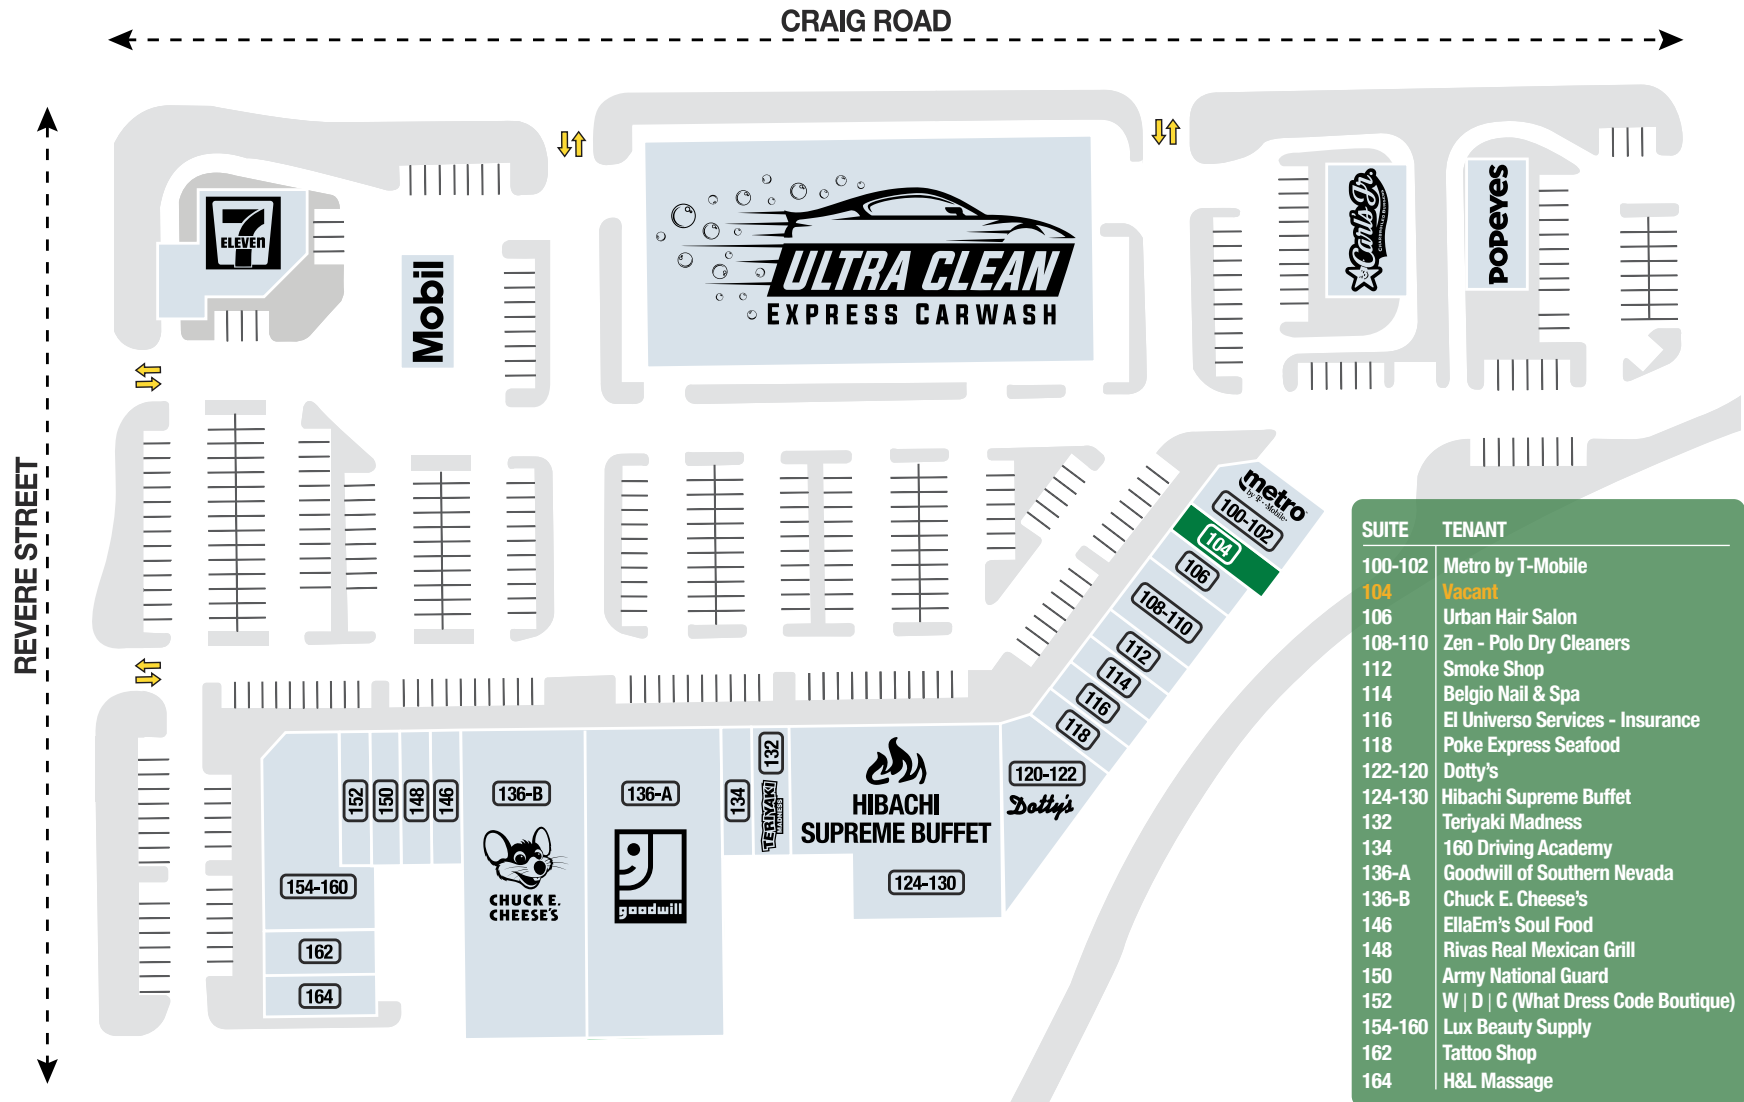 CRAIG ROAD
REVERE STREET
7
ELEVEN
Mobil
ULTRA CLEAN
EXPRESS CARWASH
Carl's Jr.
CHARBROILED BURGERS
POPEYES
metro
by T-Mobile
100-102
104
106
108-110
112
114
116
118
120-122
Dotty's
HIBACHI
SUPREME BUFFET
124-130
132
TERIYAKI
MADNESS
134
136-A
goodwill
136-B
CHUCK E.
CHEESE'S
146
148
150
152
154-160
162
164
SUITE TENANT
100-102 Metro by T-Mobile
104 Vacant
106 Urban Hair Salon
108-110 Zen - Polo Dry Cleaners
112 Smoke Shop
114 Belgio Nail & Spa
116 El Universo Services - Insurance
118 Poke Express Seafood
122-120 Dotty's
124-130 Hibachi Supreme Buffet
132 Teriyaki Madness
134 160 Driving Academy
136-A Goodwill of Southern Nevada
136-B Chuck E. Cheese's
146 EllaEm's Soul Food
148 Rivas Real Mexican Grill
150 Army National Guard
152 W | D | C (What Dress Code Boutique)
154-160 Lux Beauty Supply
162 Tattoo Shop
164 H&L Massage